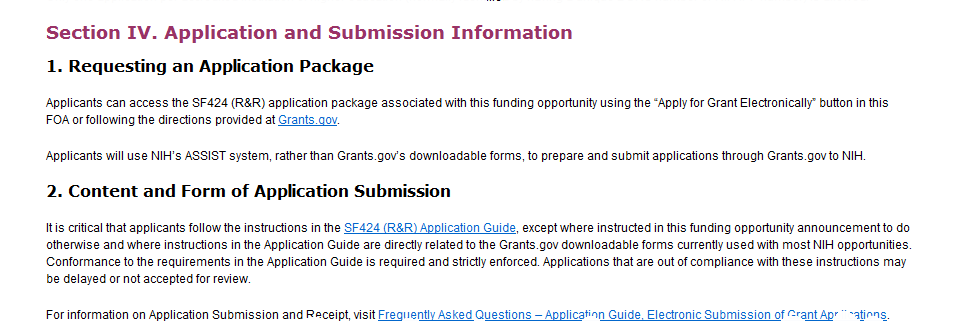 Section IV. Application and Submission Information
1. Requesting an Application Package
Applicants can access the SF424 (R&R) application package associated with this funding opportunity using the “Apply for Grant Electronically” button in this
FOA or following the directions provided at Grants.gov.
Applicants will use NIH’s ASSIST system, rather than Grants.gov’s downloadable forms, to prepare and submit applications through Grants.gov to NIH.
2. Content and Form of Application Submission
It is critical that applicants follow the instructions in the SF424 (R&R) Application Guide, except where instructed in this funding opportunity announcement to do
otherwise and where instructions in the Application Guide are directly related to the Grants.gov downloadable forms currently used with most NIH opportunities.
Conformance to the requirements in the Application Guide is required and strictly enforced. Applications that are out of compliance with these instructions may
be delayed or not accepted for review.
For information on Application Submission and Receipt, visit Frequently Asked Questions – Application Guide, Electronic Submission of Grant Applications.